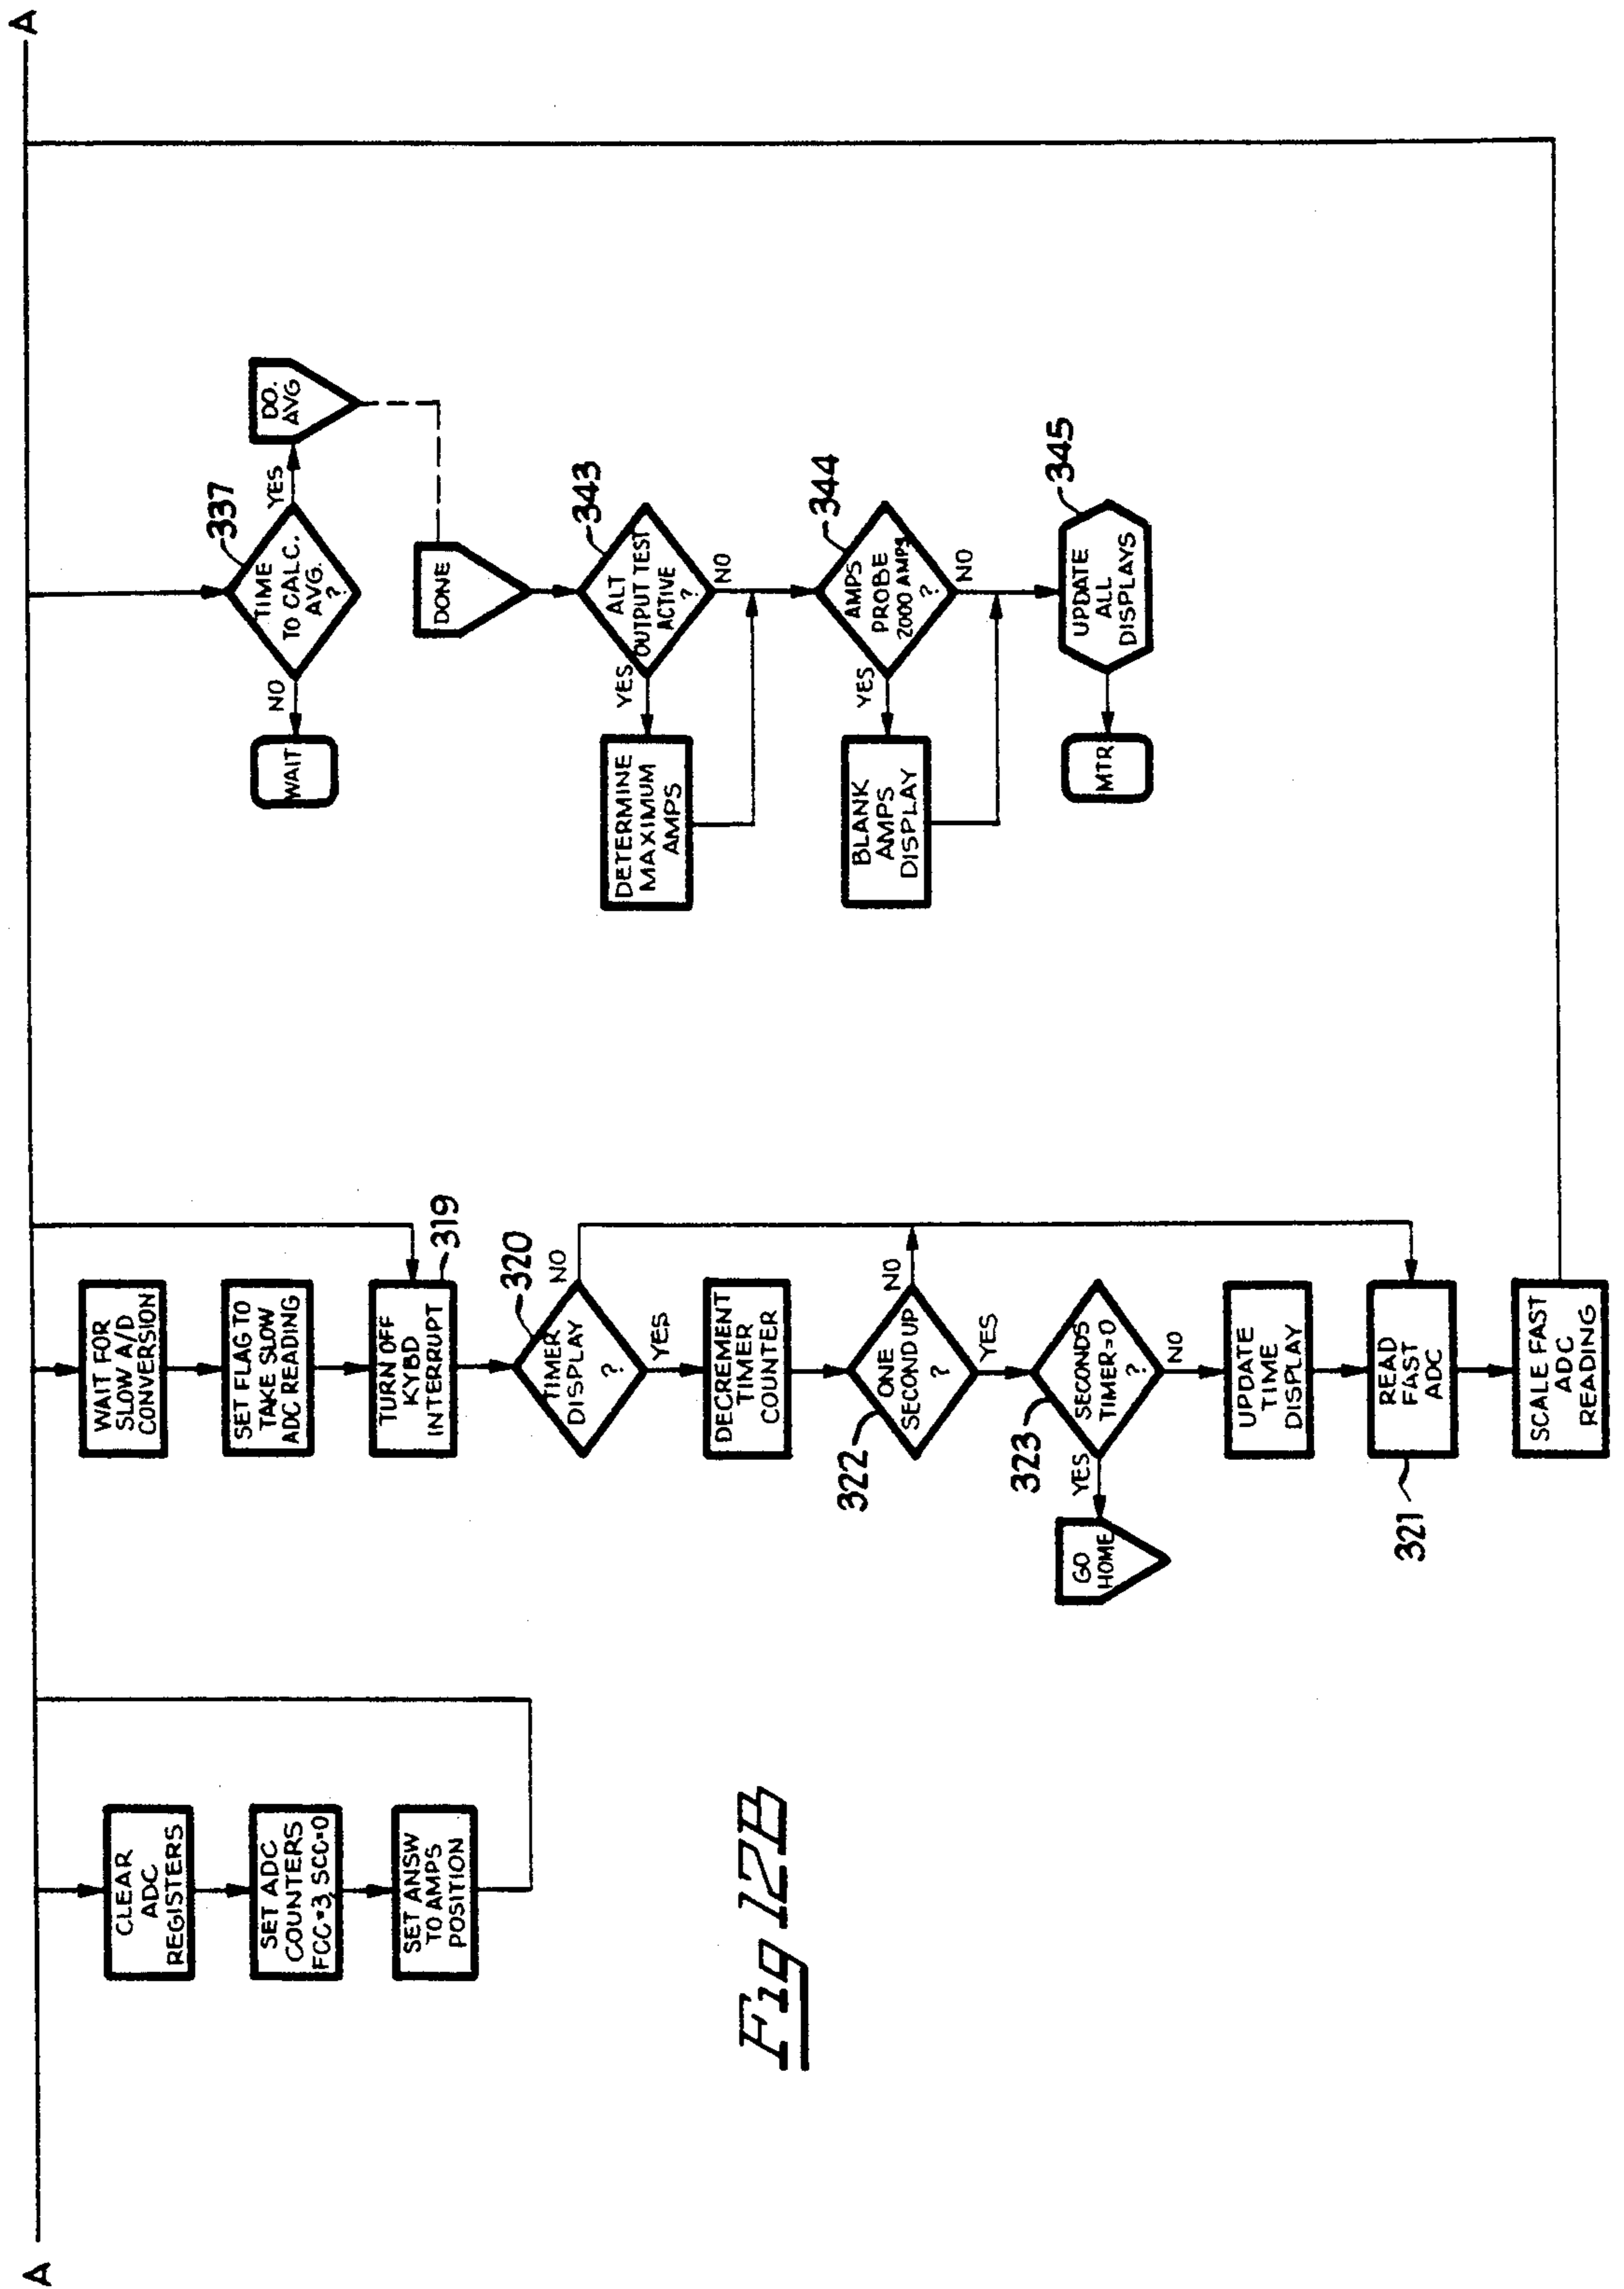 A
A
CLEAR
ADC
REGISTERS
SET ADC
COUNTERS
FCC=3, SCC=0
SET ANSW
TO AMPS
POSITION
WAIT FOR
SLOW A/D
CONVERSION
SET FLAG TO
TAKE SLOW
ADC READING
TURN OFF
KYBD
INTERRUPT
319
320
TIMER
DISPLAY
?
NO
YES
DECREMENT
TIMER
COUNTER
322
ONE
SECOND UP
?
NO
YES
323
SECONDS
TIMER=0
?
YES
NO
GO
HOME
UPDATE
TIME
DISPLAY
READ
FAST
ADC
321
SCALE FAST
ADC
READING
337
TIME
TO CALC.
AVG.
?
NO
YES
WAIT
DO.
AVG
DONE
343
ALT
OUTPUT TEST
ACTIVE
?
YES
NO
DETERMINE
MAXIMUM
AMPS
344
AMPS
PROBE
2000 AMPS
?
YES
NO
BLANK
AMPS
DISPLAY
345
UPDATE
ALL
DISPLAYS
MTR
Fig 12B